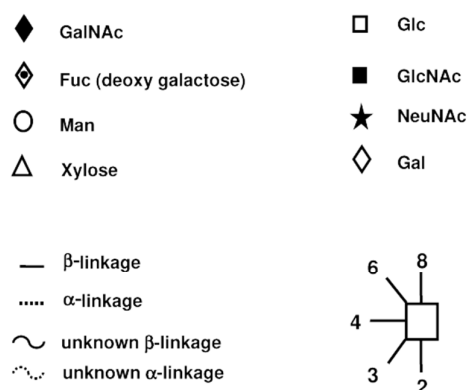 GalNAc
Fuc (deoxy galactose)
Man
Xylose
Glc
GlcNAc
NeuNAc
Gal
β-linkage
α-linkage
unknown β-linkage
unknown α-linkage
6 8
4
3 2